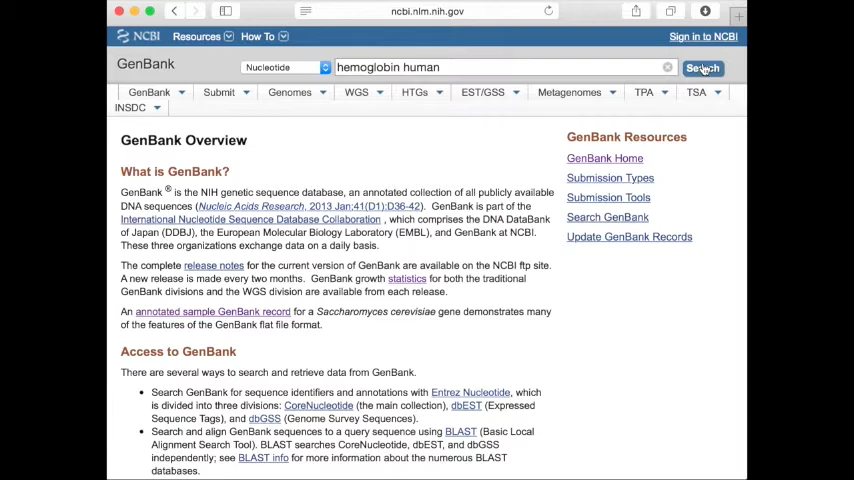 ncbi.nlm.nih.gov
NCBI Resources How To Sign in to NCBI
GenBank Nucleotide hemoglobin human Search
GenBank Submit Genomes WGS HTGs EST/GSS Metagenomes TPA TSA
INSDC
GenBank Overview
What is GenBank?
GenBank ® is the NIH genetic sequence database, an annotated collection of all publicly available
DNA sequences (Nucleic Acids Research, 2013 Jan;41(D1):D36-42). GenBank is part of the
International Nucleotide Sequence Database Collaboration , which comprises the DNA DataBank
of Japan (DDBJ), the European Molecular Biology Laboratory (EMBL), and GenBank at NCBI.
These three organizations exchange data on a daily basis.
The complete release notes for the current version of GenBank are available on the NCBI ftp site.
A new release is made every two months. GenBank growth statistics for both the traditional
GenBank divisions and the WGS division are available from each release.
An annotated sample GenBank record for a Saccharomyces cerevisiae gene demonstrates many
of the features of the GenBank flat file format.
Access to GenBank
There are several ways to search and retrieve data from GenBank.
• Search GenBank for sequence identifiers and annotations with Entrez Nucleotide, which
is divided into three divisions: CoreNucleotide (the main collection), dbEST (Expressed
Sequence Tags), and dbGSS (Genome Survey Sequences).
• Search and align GenBank sequences to a query sequence using BLAST (Basic Local
Alignment Search Tool). BLAST searches CoreNucleotide, dbEST, and dbGSS
independently; see BLAST info for more information about the numerous BLAST
databases.
GenBank Resources
GenBank Home
Submission Types
Submission Tools
Search GenBank
Update GenBank Records